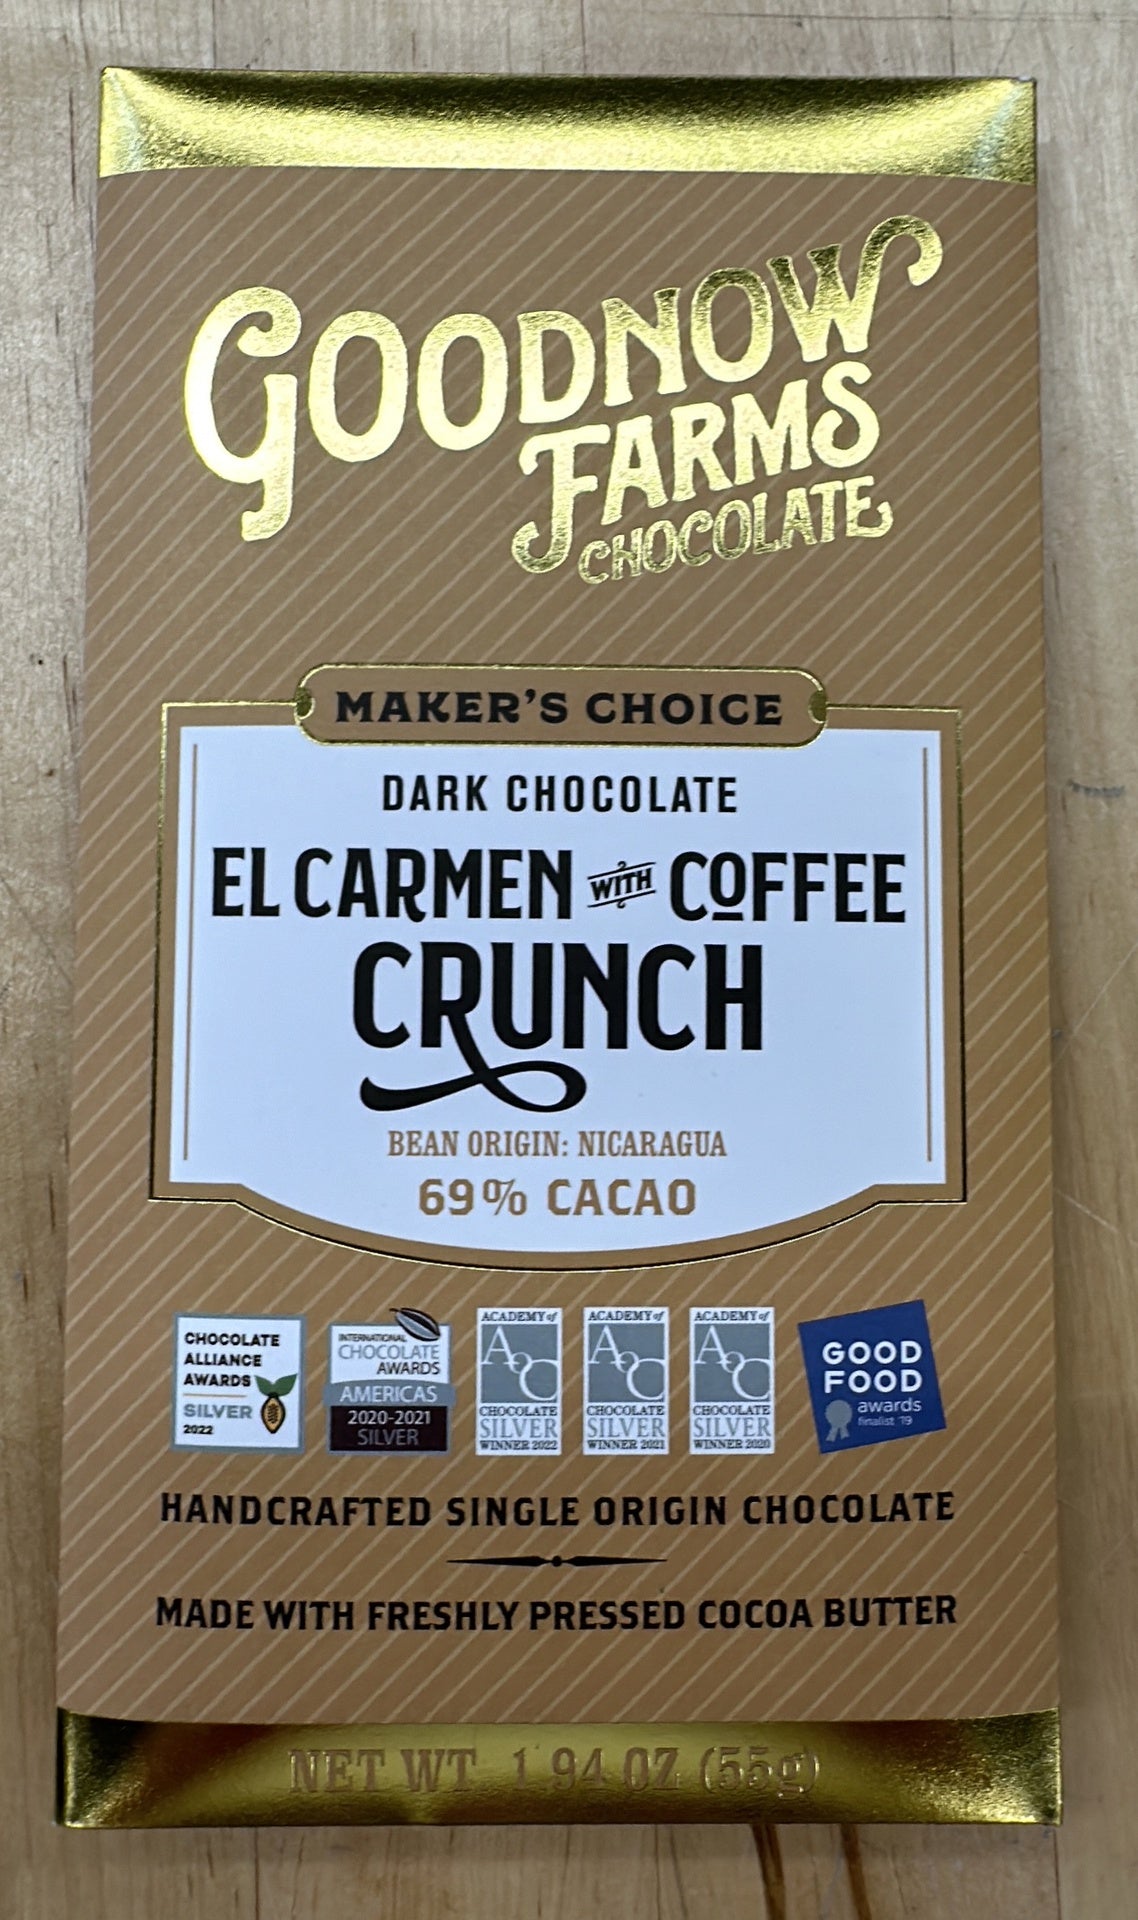 GOODNOW
FARMS
CHOCOLATE
MAKER'S CHOICE
DARK CHOCOLATE
EL CARMEN WITH COFFEE
CRUNCH
BEAN ORIGIN: NICARAGUA
69% CACAO
CHOCOLATE
ALLIANCE
AWARDS
SILVER
2022
INTERNATIONAL
CHOCOLATE
AWARDS
AMERICAS
2020-2021
SILVER
ACADEMY of
AoC
CHOCOLATE
SILVER
WINNER 2022
ACADEMY of
AoC
CHOCOLATE
SILVER
WINNER 2021
ACADEMY of
AoC
CHOCOLATE
SILVER
WINNER 2020
GOOD
FOOD
awards
finalist '19
HANDCRAFTED SINGLE ORIGIN CHOCOLATE
MADE WITH FRESHLY PRESSED COCOA BUTTER
NET WT. 1.94 OZ (55g)